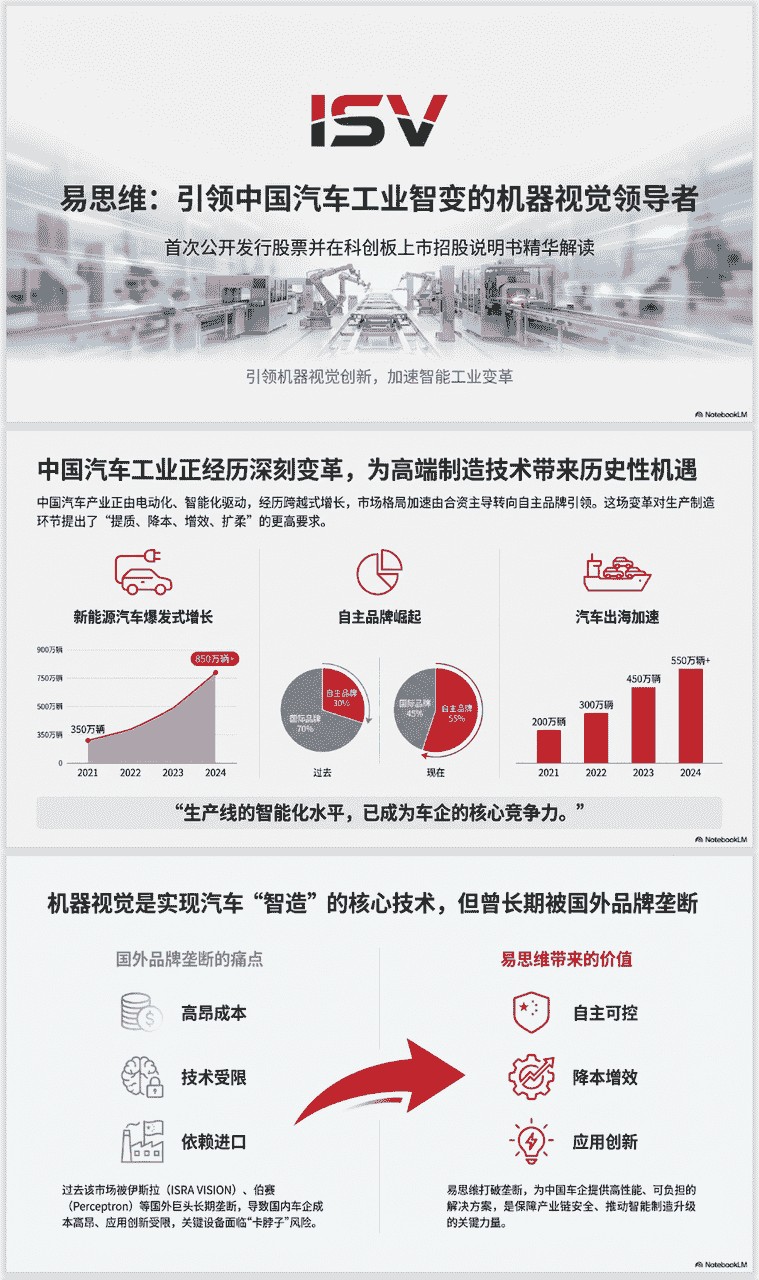 ISV
易思维：引领中国汽车工业智变的机器视觉领导者
首次公开发行股票并在科创板上市招股说明书精华解读
引领机器视觉创新，加速智能工业变革
NotebookLM
中国汽车工业正经历深刻变革，为高端制造技术带来历史性机遇
中国汽车产业正由电动化、智能化驱动，经历跨越式增长，市场格局加速由合资主导转向自主品牌引领。这场变革对生产制造
环节提出了“提质、降本、增效、扩柔”的更高要求。
新能源汽车爆发式增长
900万辆
750万辆
500万辆
350万辆
0
350万辆
850万辆+
2021
2022
2023
2024
自主品牌崛起
自主品牌
30%
国际品牌
70%
过去
国际品牌
45%
自主品牌
55%
现在
汽车出海加速
200万辆
300万辆
450万辆
550万辆+
2021
2022
2023
2024
“生产线的智能化水平，已成为车企的核心竞争力。”
NotebookLM
机器视觉是实现汽车“智造”的核心技术，但曾长期被国外品牌垄断
国外品牌垄断的痛点
高昂成本
技术受限
依赖进口
过去该市场被伊斯拉（ISRA VISION）、伯赛
（Perceptron）等国外巨头长期垄断，导致国内车企成
本高昂、应用创新受限，关键设备面临“卡脖子”风险。
易思维带来的价值
自主可控
降本增效
应用创新
易思维打破垄断，为中国车企提供高性能、可负担的
解决方案，是保障产业链安全、推动智能制造升级
的关键力量。
NotebookLM